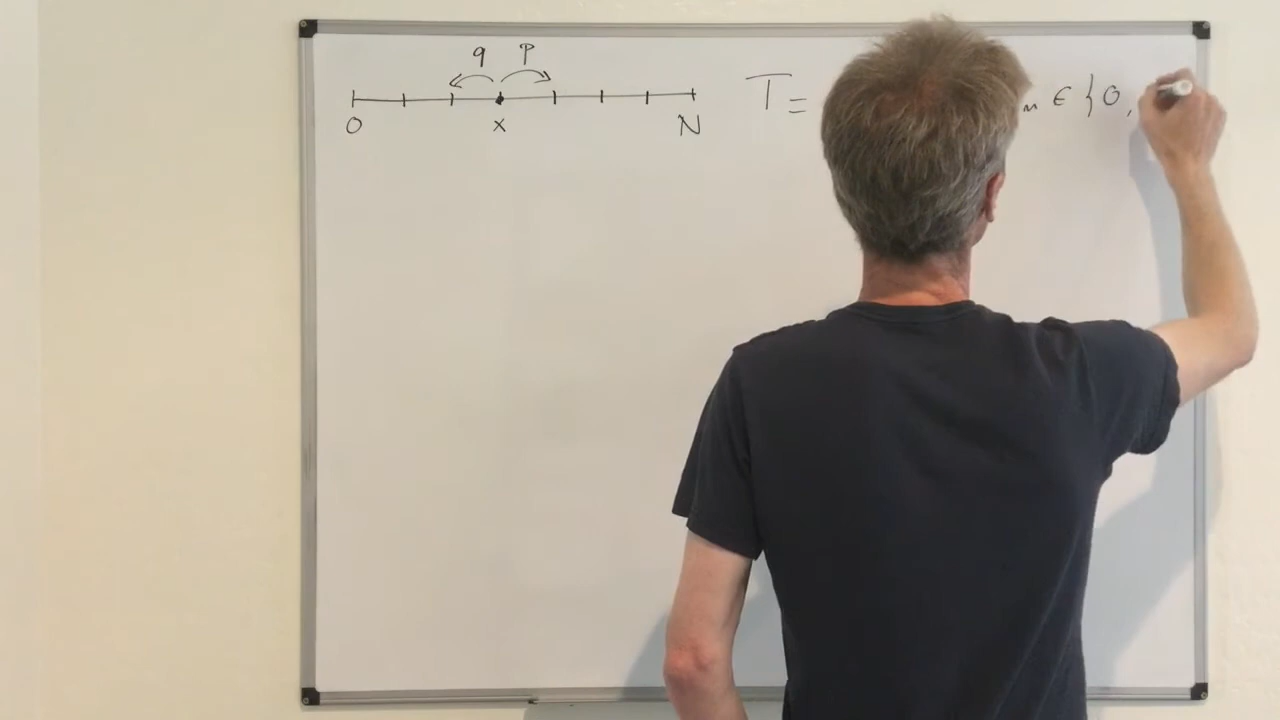 q p
0 x N T = n ∈ {0,